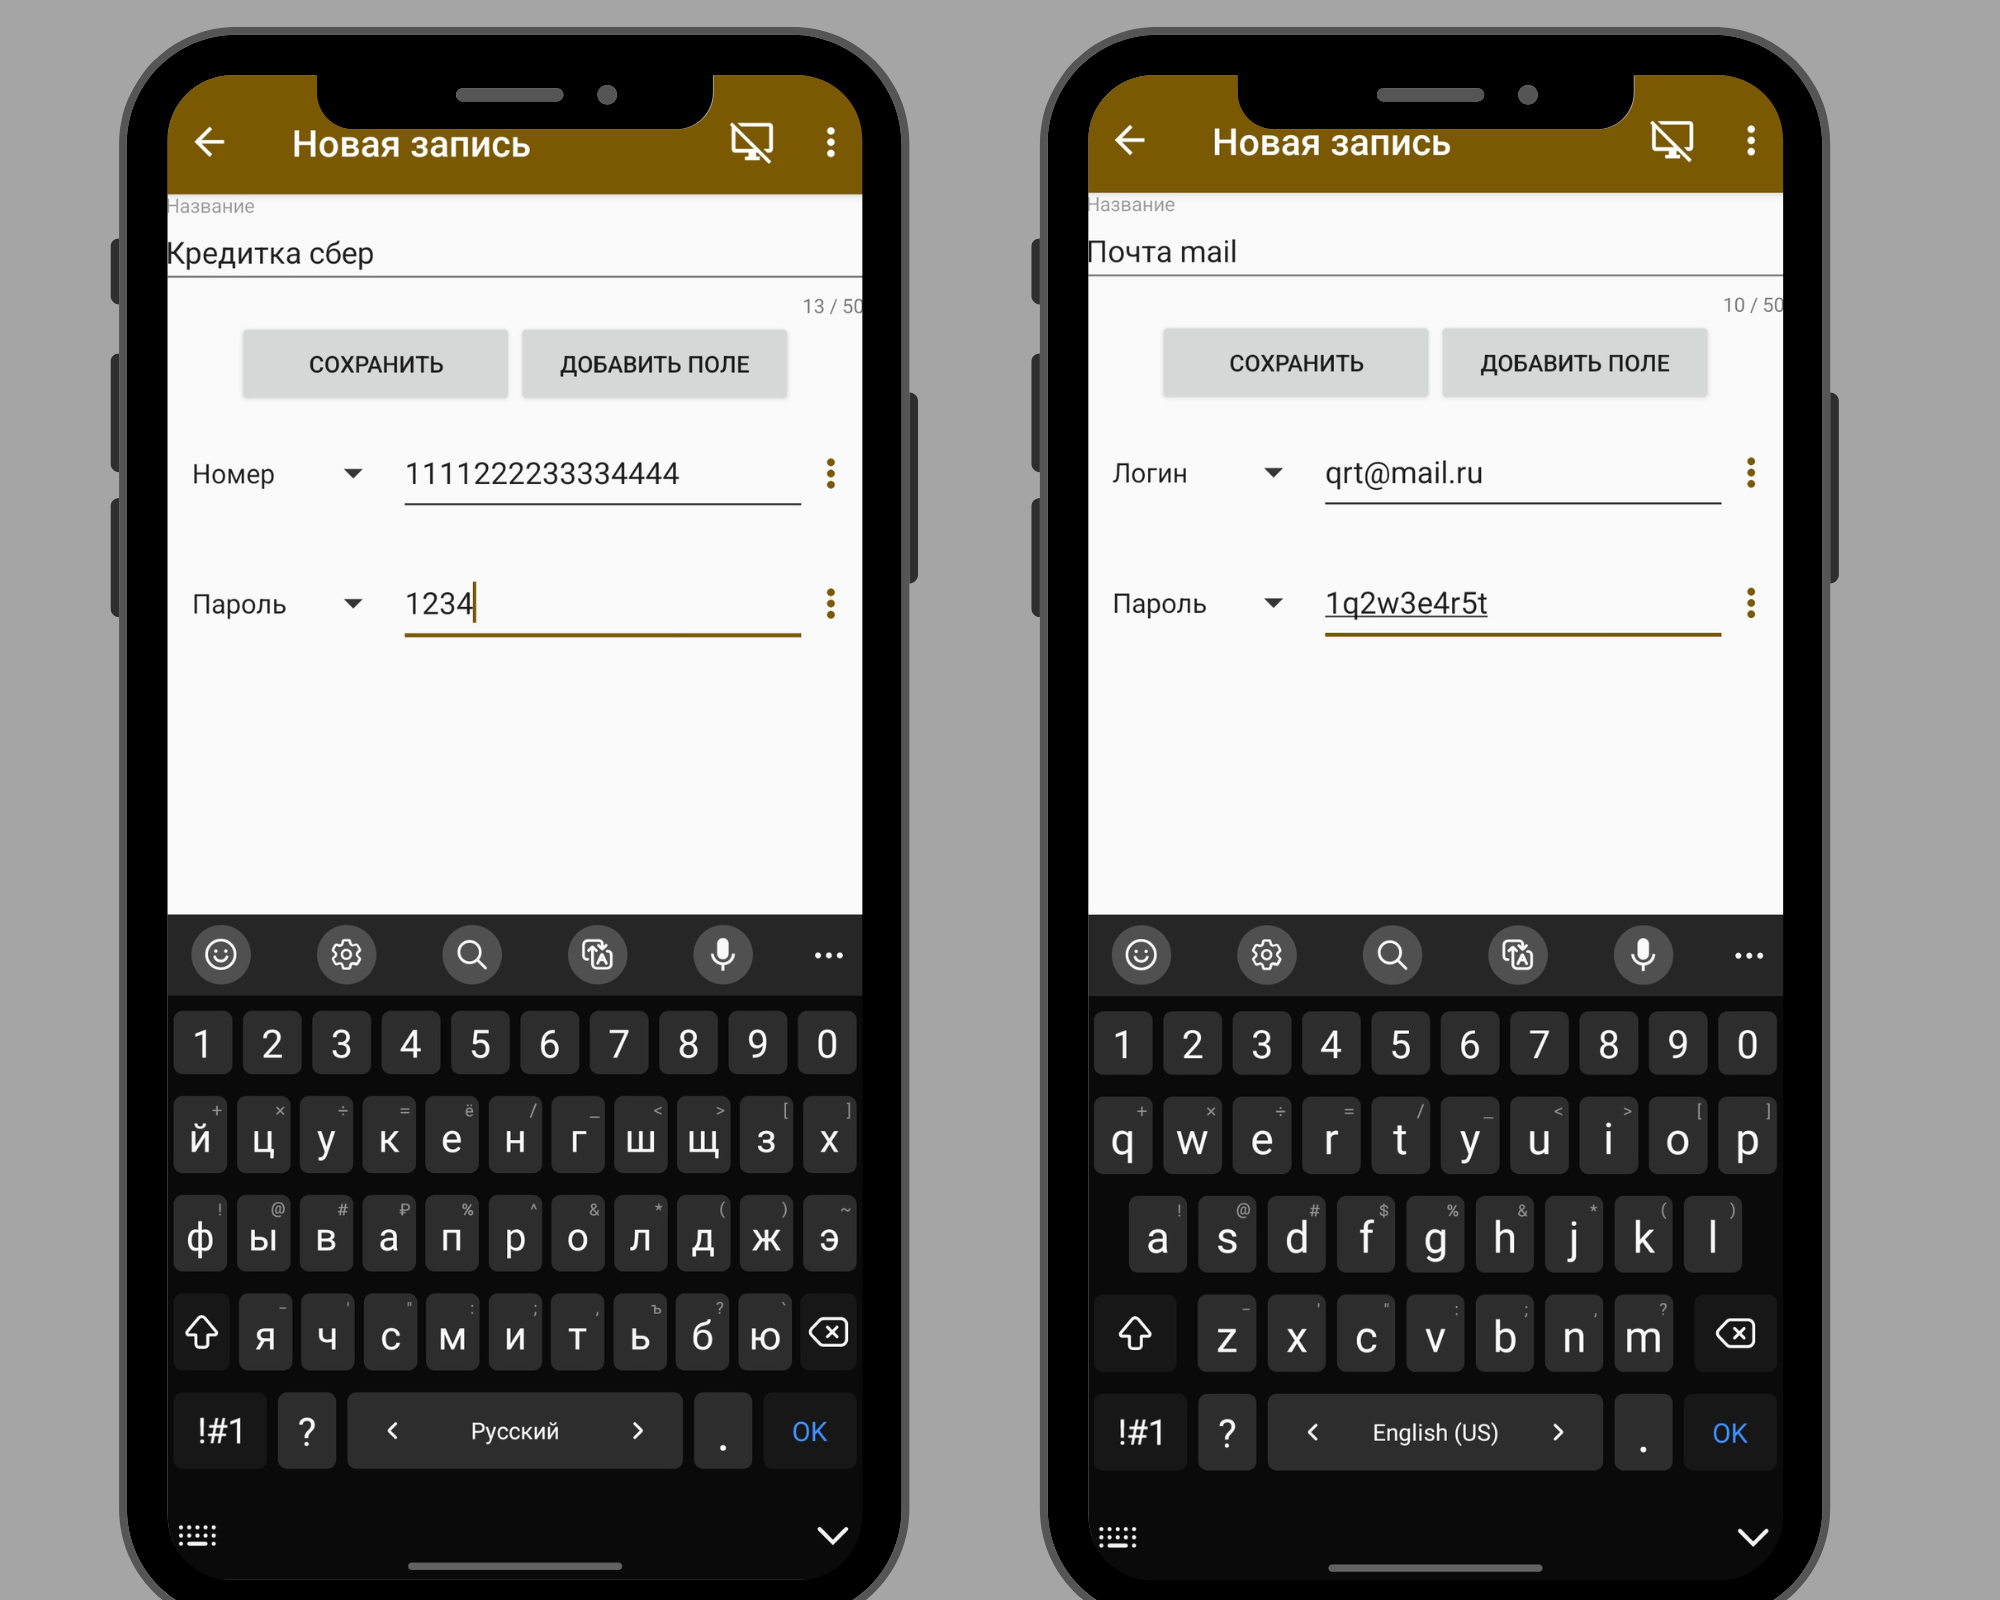 Новая запись
Название
Кредитка сбер
13 / 50
СОХРАНИТЬ ДОБАВИТЬ ПОЛЕ
Номер 1111222233334444
Пароль 1234
1 2 3 4 5 6 7 8 9 0
+ × ÷ = ё / _ < > [ ]
й ц у к е н г ш щ з х
! @ # ₽ % ^ & * ( ) ~
ф ы в а п р о л д ж э
- ' " : ; , ъ ? `
я ч с м и т ь б ю
!#1 ? < Русский > . OK
Новая запись
Название
Почта mail
10 / 50
СОХРАНИТЬ ДОБАВИТЬ ПОЛЕ
Логин qrt@mail.ru
Пароль 1q2w3e4r5t
1 2 3 4 5 6 7 8 9 0
+ × ÷ = / _ < > [ ]
q w e r t y u i o p
! @ # $ % & * ( )
a s d f g h j k l
- ' " : ; , ?
z x c v b n m
!#1 ? < English (US) > . OK